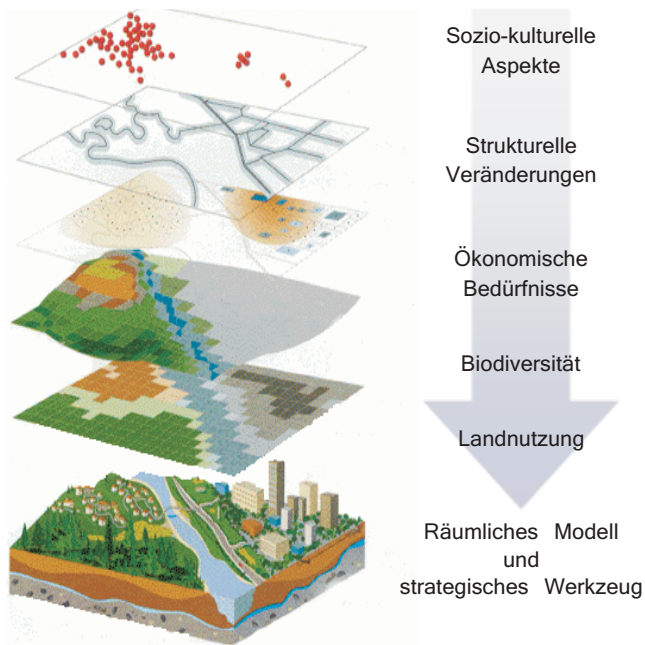 Sozio-kulturelle
Aspekte
Strukturelle
Veränderungen
Ökonomische
Bedürfnisse
Biodiversität
Landnutzung
Räumliches Modell
und
strategisches Werkzeug